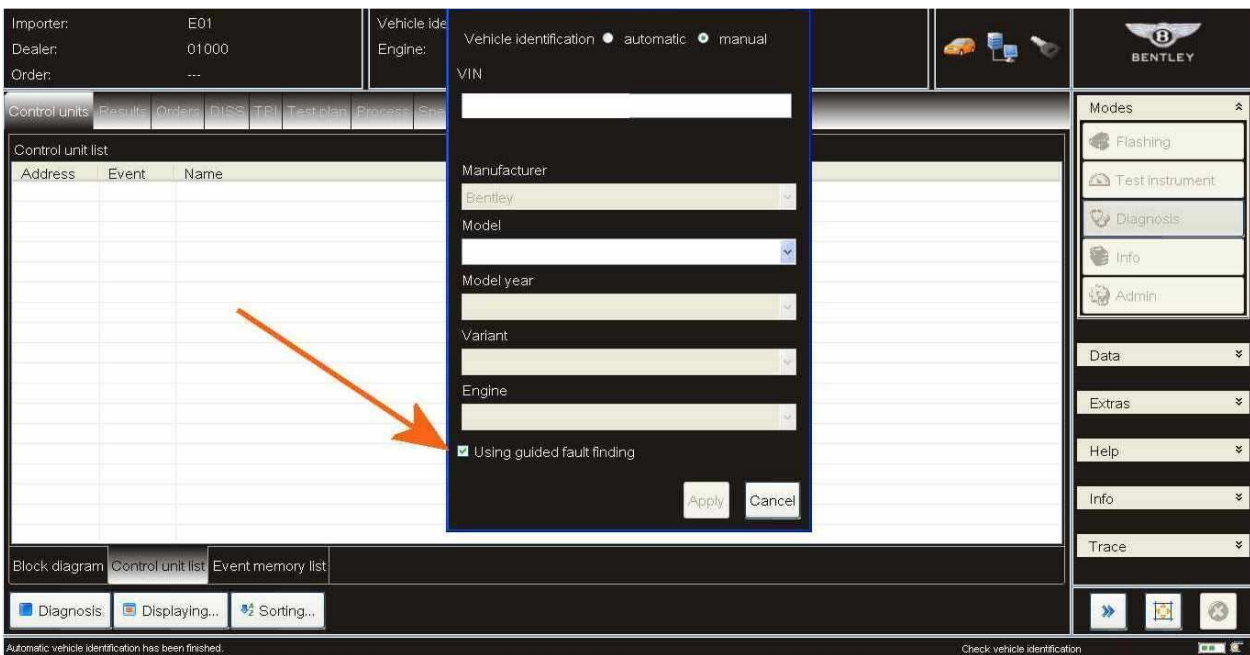 Importer: E01
Dealer: 01000
Order: ---
Vehicle ide
Engine:
BENTLEY
Control units Results Orders DISS TPI Test plan Process Spe
Control unit list
Address Event Name
Vehicle identification automatic manual
VIN
Manufacturer
Bentley
Model
Model year
Variant
Engine
Using guided fault finding
Apply Cancel
Modes
Flashing
Test instrument
Diagnosis
Info
Admin
Data
Extras
Help
Info
Trace
Block diagram Control unit list Event memory list
Diagnosis Displaying... Sorting...
Automatic vehicle identification has been finished. Check vehicle identification